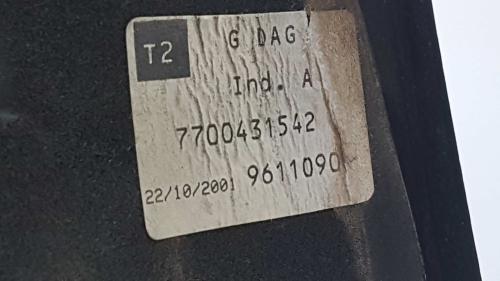 T2 G DAG
Ind. A
7700431542
22/10/2001 9611090